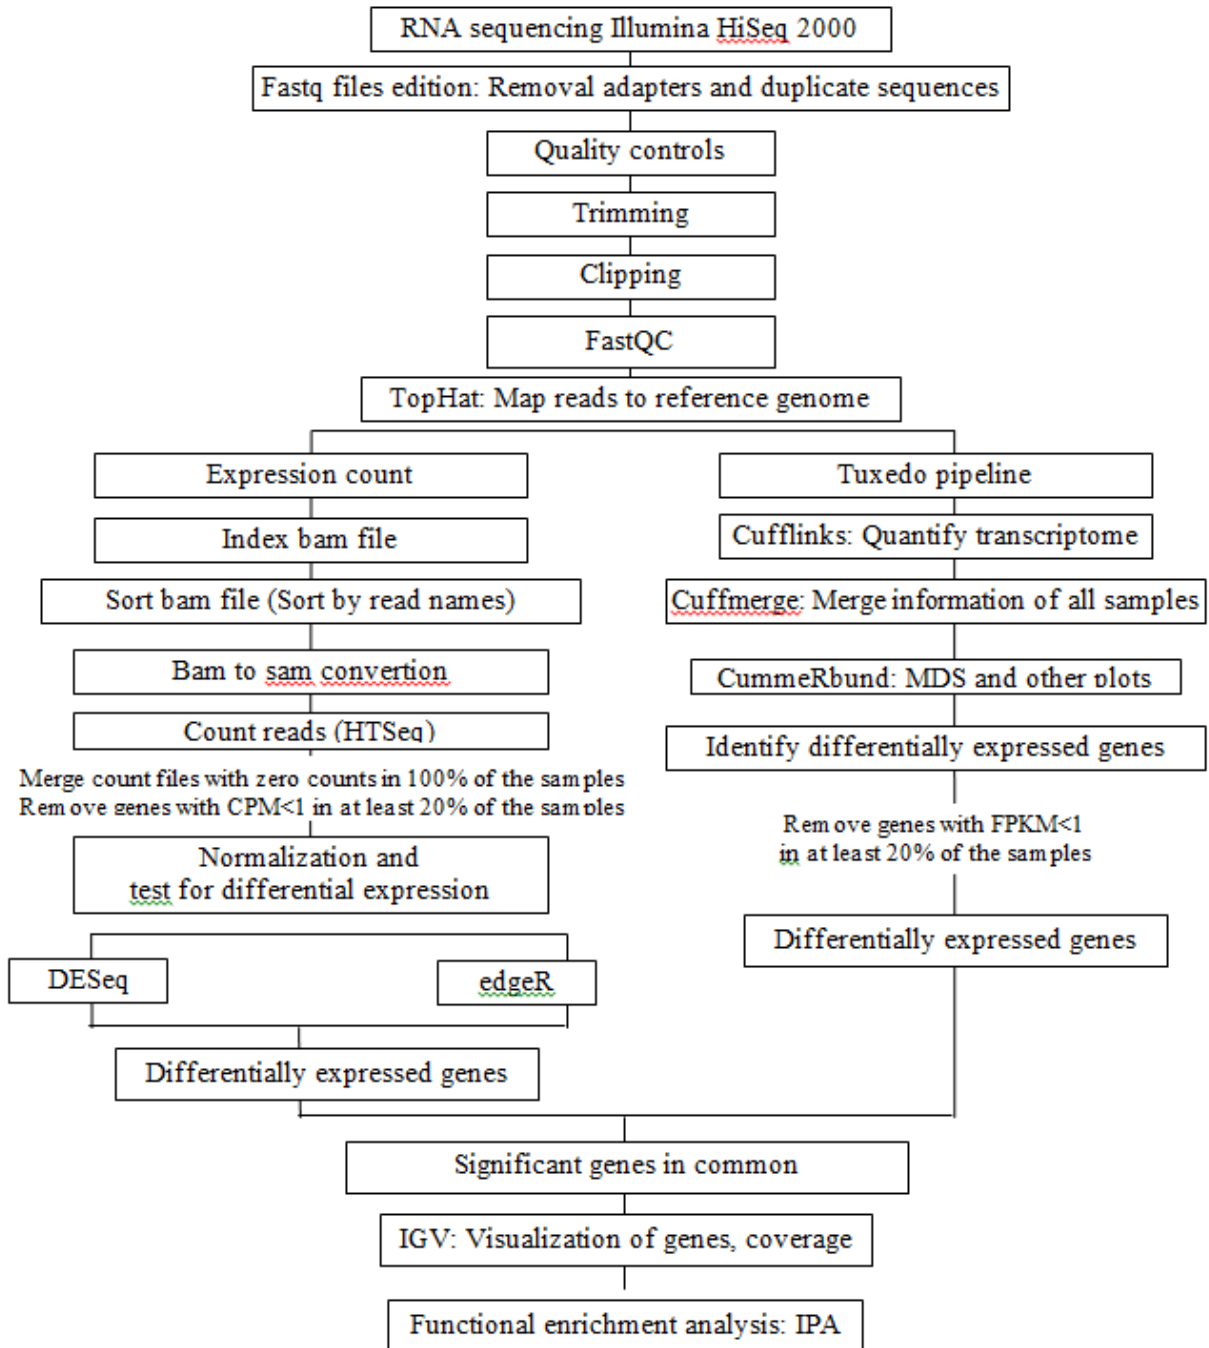 RNA sequencing Illumina HiSeq 2000
Fastq files edition: Removal adapters and duplicate sequences
Quality controls
Trimming
Clipping
FastQC
TopHat: Map reads to reference genome
Expression count
Index bam file
Sort bam file (Sort by read names)
Bam to sam convertion
Count reads (HTSeq)
Merge count files with zero counts in 100% of the samples
Remove genes with CPM<1 in at least 20% of the samples
Normalization and
test for differential expression
DESeq
edgeR
Differentially expressed genes
Tuxedo pipeline
Cufflinks: Quantify transcriptome
Cuffmerge: Merge information of all samples
CummeRbund: MDS and other plots
Identify differentially expressed genes
Remove genes with FPKM<1
in at least 20% of the samples
Differentially expressed genes
Significant genes in common
IGV: Visualization of genes, coverage
Functional enrichment analysis: IPA